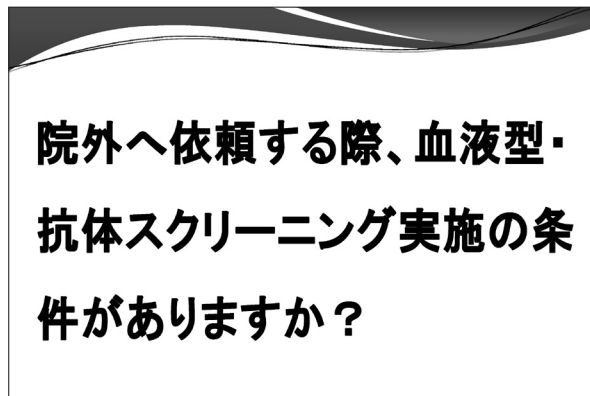 院外へ依頼する際、血液型・
抗体スクリーニング実施の条
件がありますか？